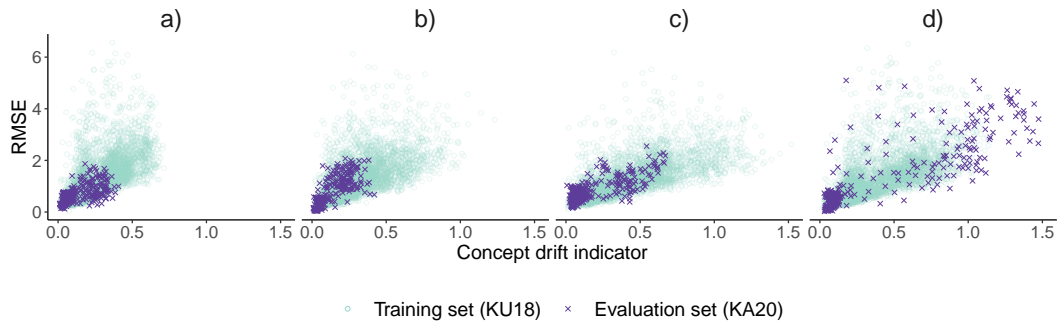 a) b) c) d)
RMSE
6
4
2
0
0.0 0.5 1.0 1.5 0.0 0.5 1.0 1.5 0.0 0.5 1.0 1.5 0.0 0.5 1.0 1.5
Concept drift indicator
Training set (KU18) Evaluation set (KA20)